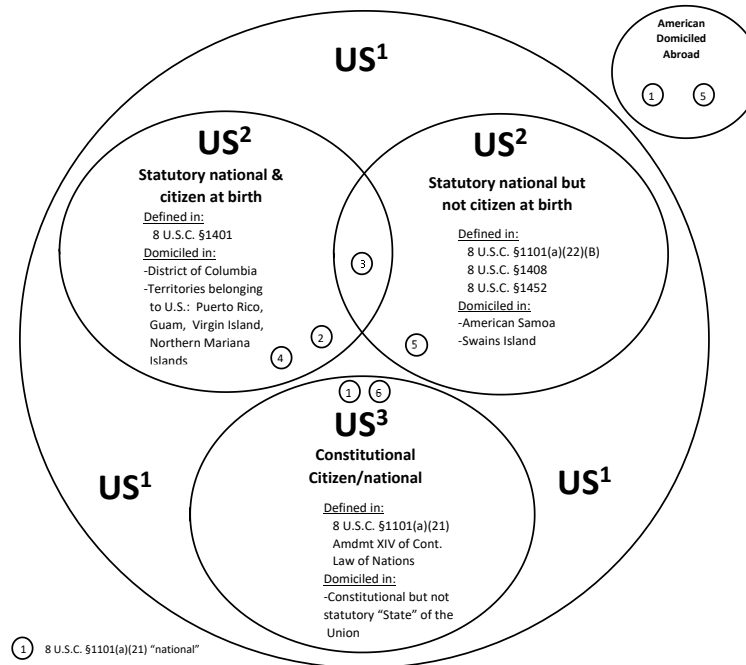 American
Domiciled
Abroad
1 5
US1
US2
Statutory national &
citizen at birth
Defined in:
8 U.S.C. §1401
Domiciled in:
-District of Columbia
-Territories belonging
to U.S.: Puerto Rico,
Guam, Virgin Island,
Northern Mariana
Islands
2
4
3
US2
Statutory national but
not citizen at birth
Defined in:
8 U.S.C. §1101(a)(22)(B)
8 U.S.C. §1408
8 U.S.C. §1452
Domiciled in:
-American Samoa
-Swains Island
5
1 6
US3
Constitutional
Citizen/national
Defined in:
8 U.S.C. §1101(a)(21)
Amdmt XIV of Cont.
Law of Nations
Domiciled in:
-Constitutional but not
statutory “State” of the
Union
US1
US1
1 8 U.S.C. §1101(a)(21) “national”